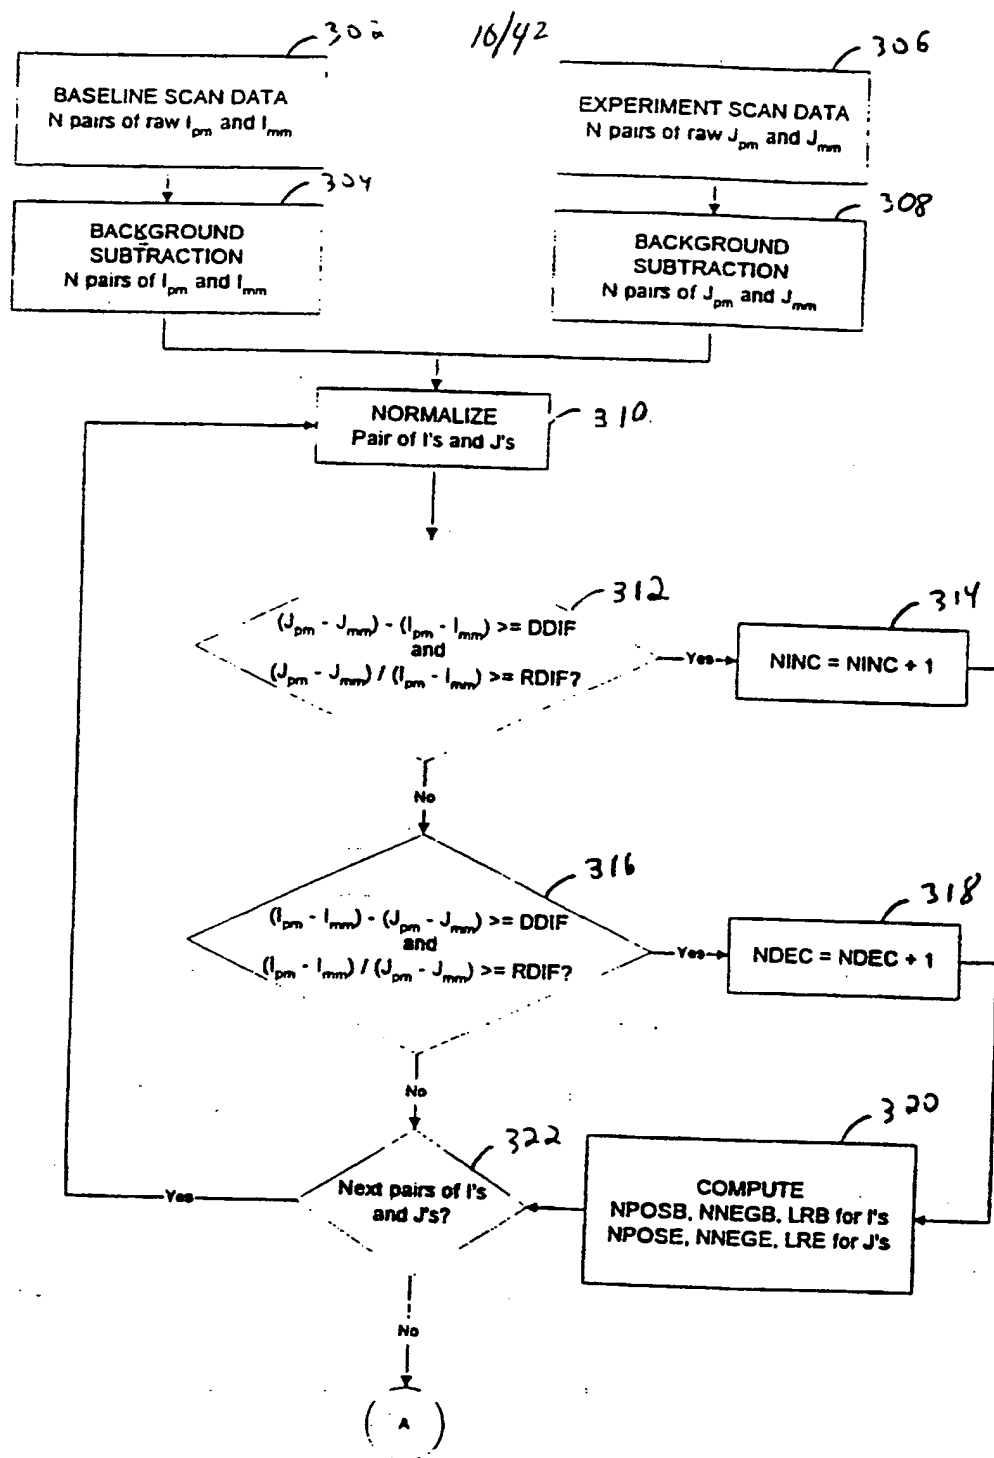 302
10/42
306
BASELINE SCAN DATA
N pairs of raw Ipm and Imm
EXPERIMENT SCAN DATA
N pairs of raw Jpm and Jmm
304
308
BACKGROUND
SUBTRACTION
N pairs of Ipm and Imm
BACKGROUND
SUBTRACTION
N pairs of Jpm and Jmm
310
NORMALIZE
Pair of I's and J's
312
314
(Jpm - Jmm) - (Ipm - Imm) >= DDIF
and
(Jpm - Jmm) / (Ipm - Imm) >= RDIF?
Yes
NINC = NINC + 1
No
316
318
(Ipm - Imm) - (Jpm - Jmm) >= DDIF
and
(Ipm - Imm) / (Jpm - Jmm) >= RDIF?
Yes
NDEC = NDEC + 1
No
320
322
Next pairs of I's
and J's?
Yes
COMPUTE
NPOSB, NNEGB, LRB for I's
NPOSE, NNEGE, LRE for J's
No
A